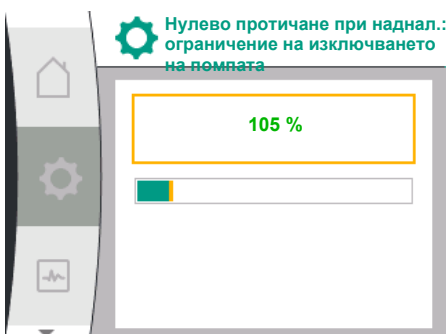 Нулево протичане при наднал.:
ограничение на изключването
на помпата
105 %